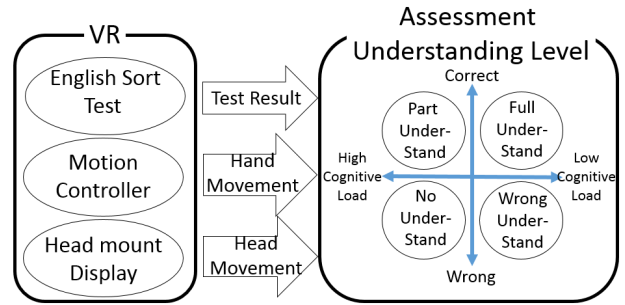 VR
English Sort
Test
Motion
Controller
Head mount
Display
Test Result
Hand
Movement
Head
Movement
Assessment
Understanding Level
Correct
Part
Under-
Stand
Full
Under-
Stand
High
Cognitive
Load
Low
Cognitive
Load
No
Under-
Stand
Wrong
Under-
Stand
Wrong